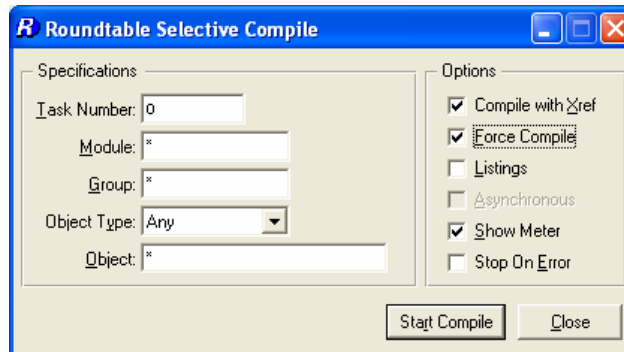 R Roundtable Selective Compile
Specifications
Task Number: 0
Module: *
Group: *
Object Type: Any
Object: *
Options
Compile with Xref
Force Compile
Listings
Asynchronous
Show Meter
Stop On Error
Start Compile
Close